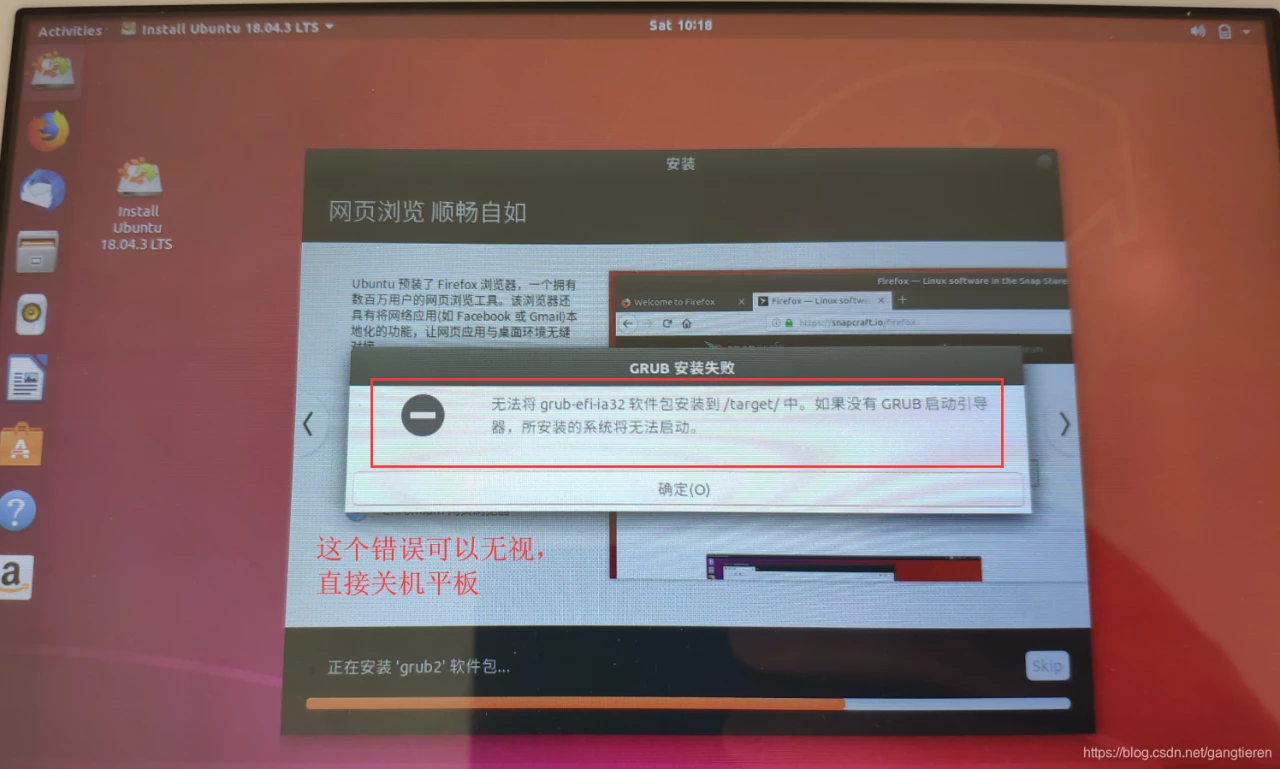 Activities
Install Ubuntu 18.04.3 LTS
Sat 10:18
Install
Ubuntu
18.04.3 LTS
安装
网页浏览 顺畅自如
Ubuntu 预装了 Firefox 浏览器，一个拥有
数百万用户的网页浏览工具。该浏览器还
具有将网络应用(如 Facebook 或 Gmail)本
地化的功能，让网页应用与桌面环境无缝
Firefox — Linux software in the Snap Store
Welcome to Firefox
Firefox — Linux softwa
https://snapcraft.io/firefox
GRUB 安装失败
无法将 grub-efi-ia32 软件包安装到 /target/ 中。如果没有 GRUB 启动引导
器，所安装的系统将无法启动。
确定(O)
这个错误可以无视，
直接关机平板
正在安装 'grub2' 软件包...
Skip
https://blog.csdn.net/gangtieren